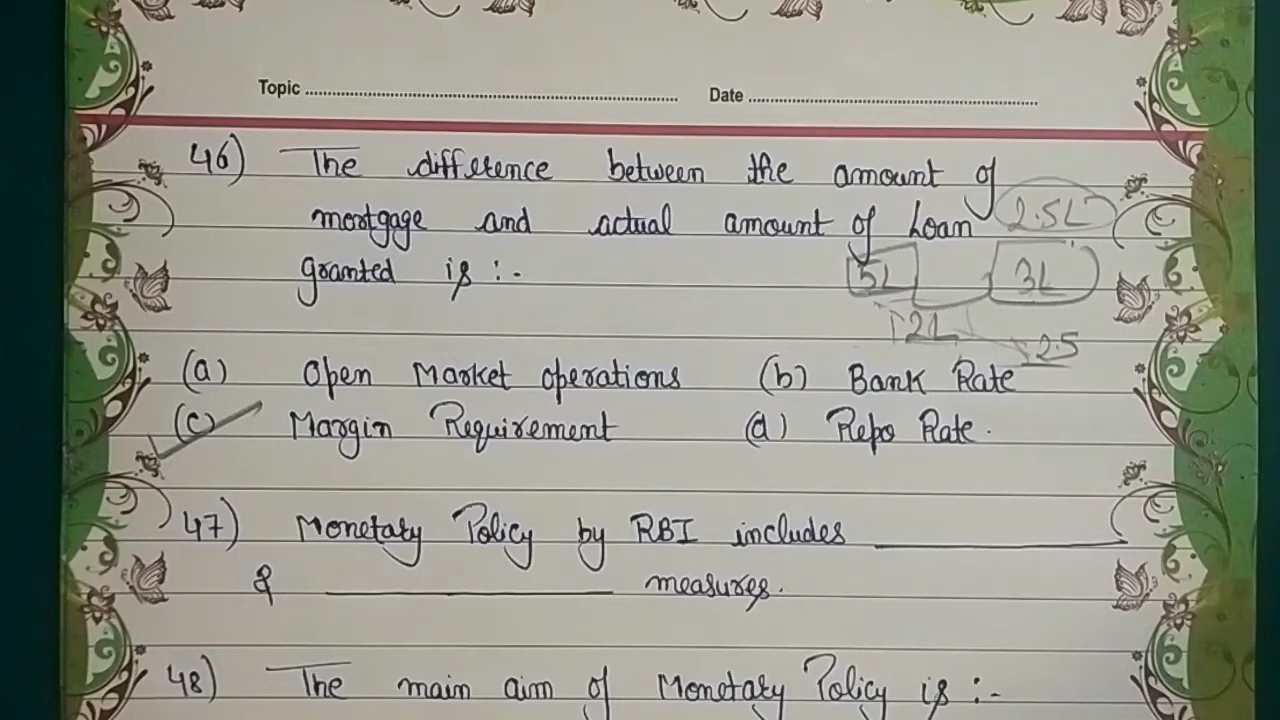 Topic Date
46) The difference between the amount of
mortgage and actual amount of Loan 2.5L
granted is :- 5L 3L
2L 2.5
(a) Open Market operations (b) Bank Rate
(c) Margin Requirement (d) Repo Rate.
47) Monetary Policy by RBI includes ____________
& ____________ measures.
48) The main aim of Monetary Policy is :-